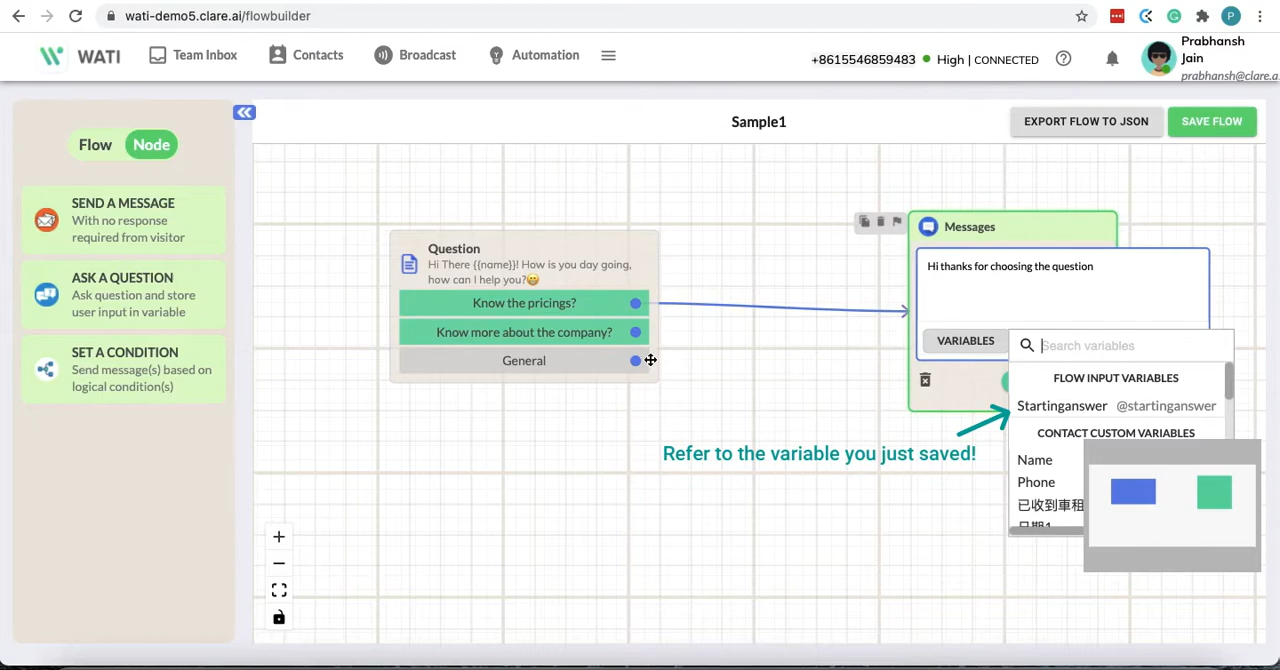 wati-demo5.clare.ai/flowbuilder
P
WATI
Team Inbox
Contacts
Broadcast
Automation
+8615546859483
High | CONNECTED
Prabhansh
Jain
prabhansh@clare.a
Flow
Node
Sample1
EXPORT FLOW TO JSON
SAVE FLOW
SEND A MESSAGE
With no response
required from visitor
ASK A QUESTION
Ask question and store
user input in variable
SET A CONDITION
Send message(s) based on
logical condition(s)
Question
Hi There {{name}}! How is you day going,
how can I help you?😄
Know the pricings?
Know more about the company?
General
Messages
Hi thanks for choosing the question
VARIABLES
Search variables
FLOW INPUT VARIABLES
Startinganswer @startinganswer
CONTACT CUSTOM VARIABLES
Name
Phone
已收到車租
日期1
Refer to the variable you just saved!